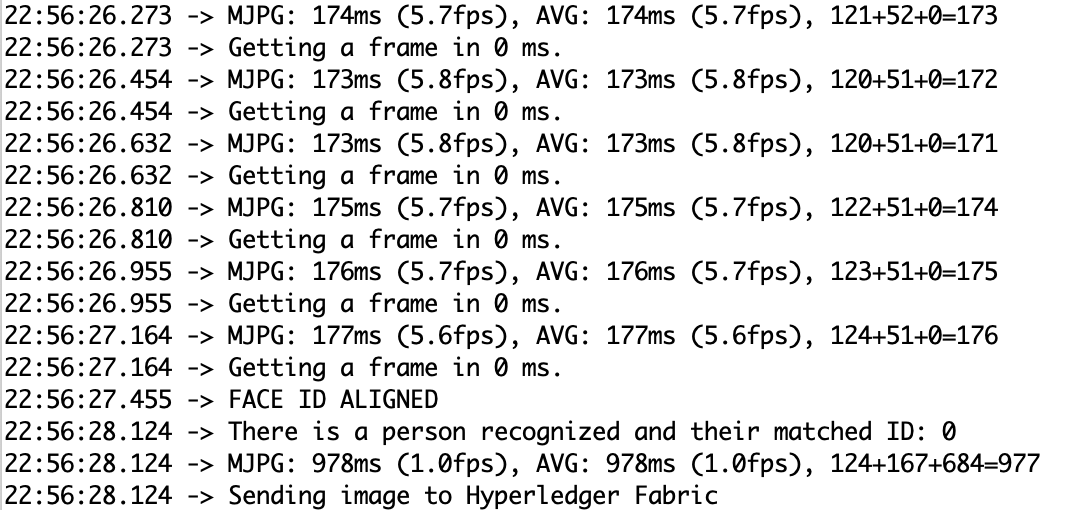 22:56:26.273 -> MJPG: 174ms (5.7fps), AVG: 174ms (5.7fps), 121+52+0=173
22:56:26.273 -> Getting a frame in 0 ms.
22:56:26.454 -> MJPG: 173ms (5.8fps), AVG: 173ms (5.8fps), 120+51+0=172
22:56:26.454 -> Getting a frame in 0 ms.
22:56:26.632 -> MJPG: 173ms (5.8fps), AVG: 173ms (5.8fps), 120+51+0=171
22:56:26.632 -> Getting a frame in 0 ms.
22:56:26.810 -> MJPG: 175ms (5.7fps), AVG: 175ms (5.7fps), 122+51+0=174
22:56:26.810 -> Getting a frame in 0 ms.
22:56:26.955 -> MJPG: 176ms (5.7fps), AVG: 176ms (5.7fps), 123+51+0=175
22:56:26.955 -> Getting a frame in 0 ms.
22:56:27.164 -> MJPG: 177ms (5.6fps), AVG: 177ms (5.6fps), 124+51+0=176
22:56:27.164 -> Getting a frame in 0 ms.
22:56:27.455 -> FACE ID ALIGNED
22:56:28.124 -> There is a person recognized and their matched ID: 0
22:56:28.124 -> MJPG: 978ms (1.0fps), AVG: 978ms (1.0fps), 124+167+684=977
22:56:28.124 -> Sending image to Hyperledger Fabric